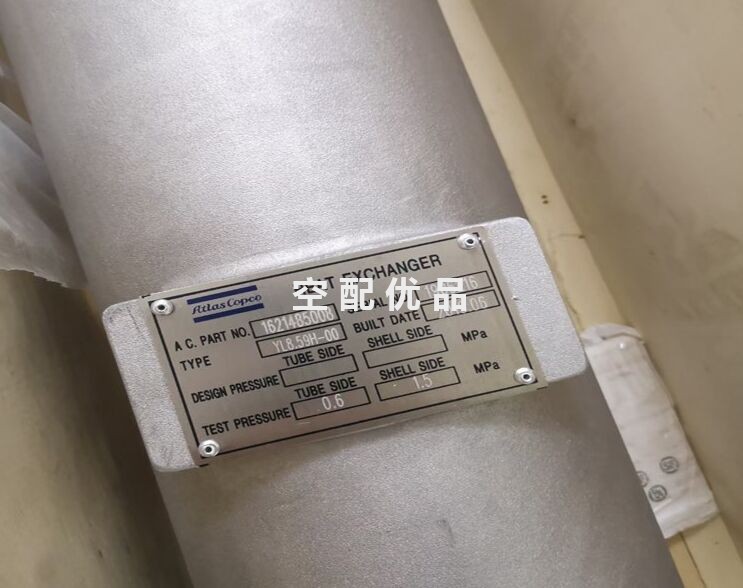 HEAT EXCHANGER
Atlas Copco
空配优品
A.C. PART NO. 1621485008
TYPE YL8.59H-00 BUILT DATE
TUBE SIDE SHELL SIDE
DESIGN PRESSURE MPa
TUBE SIDE SHELL SIDE
TEST PRESSURE 0.6 1.5 MPa